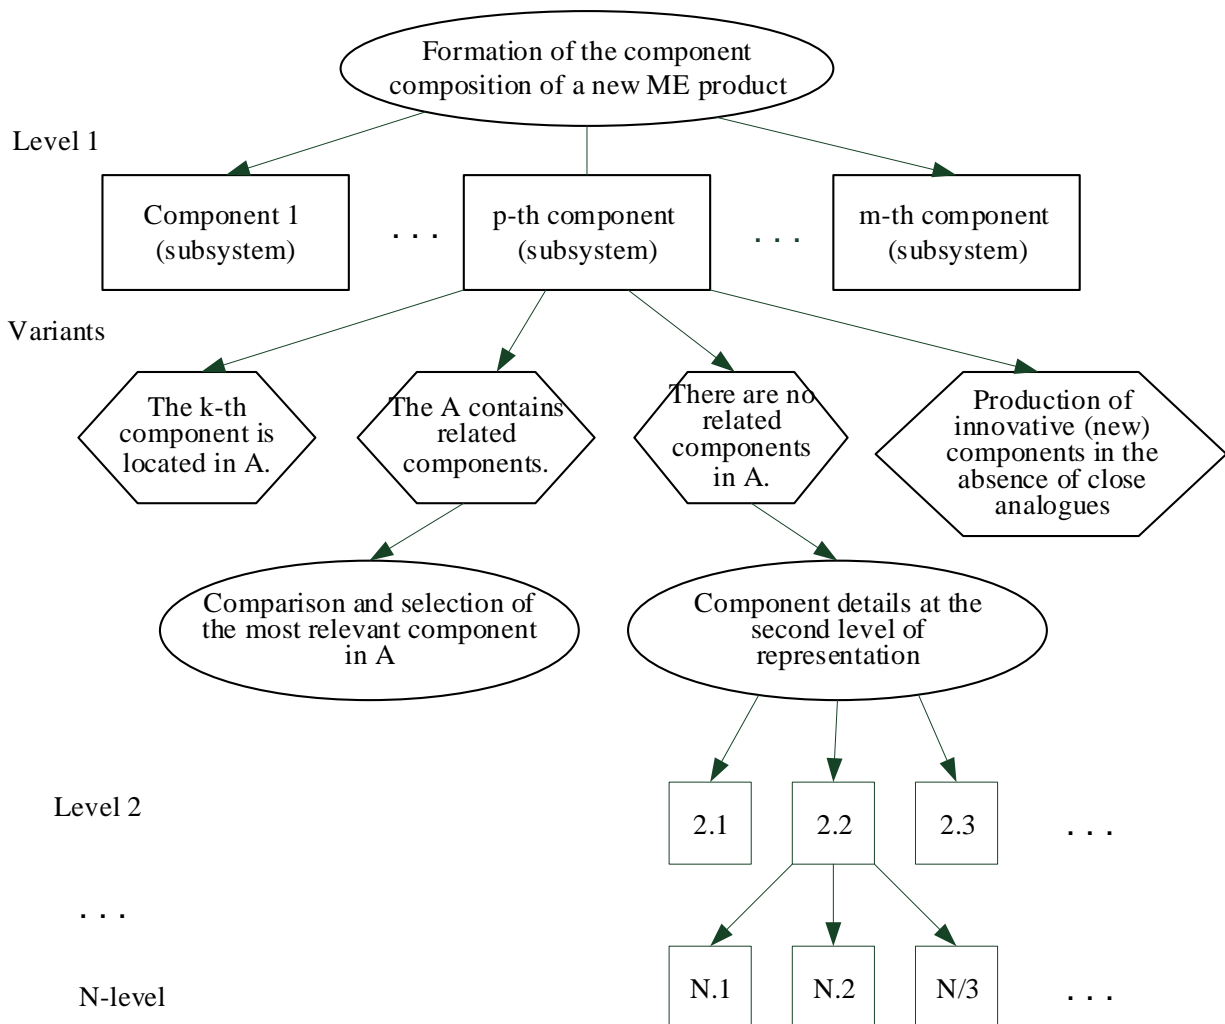 Formation of the component
composition of a new ME product
Level 1
Component 1
(subsystem)
. . .
p-th component
(subsystem)
. . .
m-th component
(subsystem)
Variants
The k-th
component is
located in A.
The A contains
related
components.
There are no
related
components
in A.
Production of
innovative (new)
components in the
absence of close
analogues
Comparison and selection of
the most relevant component
in A
Component details at the
second level of
representation
Level 2
2.1
2.2
2.3
. . .
. . .
N-level
N.1
N.2
N/3
. . .